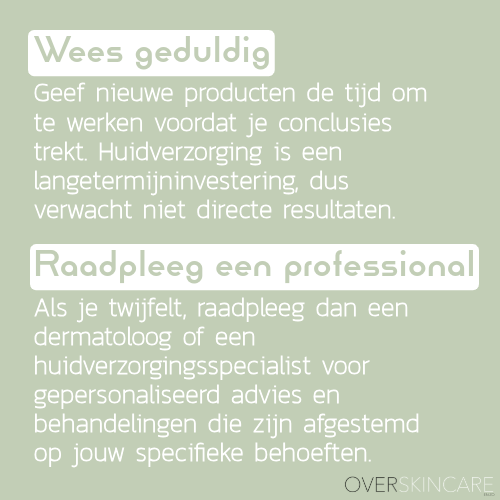 Wees geduldig
Geef nieuwe producten de tijd om
te werken voordat je conclusies
trekt. Huidverzorging is een
langetermijninvestering, dus
verwacht niet directe resultaten.
Raadpleeg een professional
Als je twijfelt, raadpleeg dan een
dermatoloog of een
huidverzorgingsspecialist voor
gepersonaliseerd advies en
behandelingen die zijn afgestemd
op jouw specifieke behoeften.
OVERSKINCARE